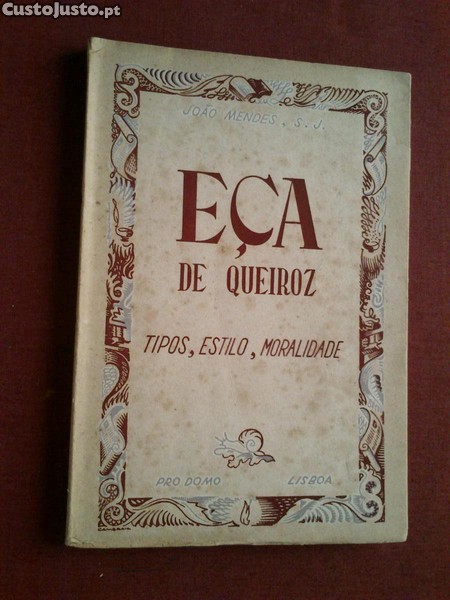 CustoJusto.pt
JOÃO MENDES, S. J.
EÇA
DE QUEIROZ
TIPOS, ESTILO, MORALIDADE
PRO DOMO LISBOA